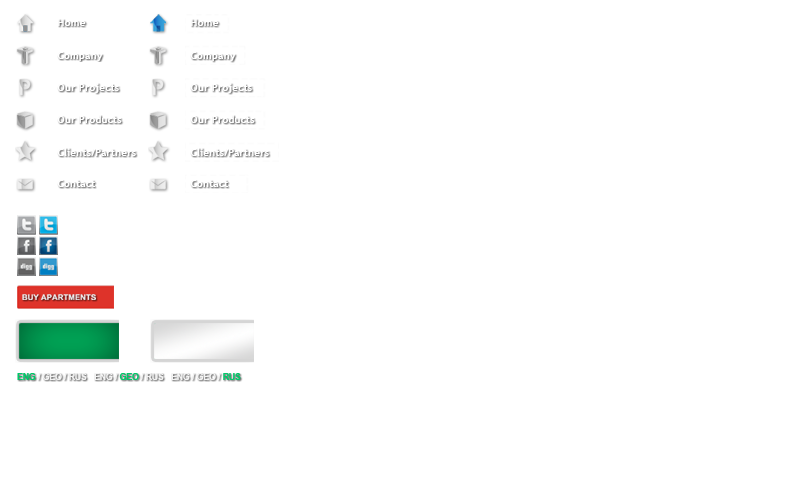 Home Home
Company Company
Our Projects Our Projects
Our Products Our Products
Clients/Partners Clients/Partners
Contact Contact
digg digg
BUY APARTMENTS
ENG / GEO / RUS ENG / GEO / RUS ENG / GEO / RUS